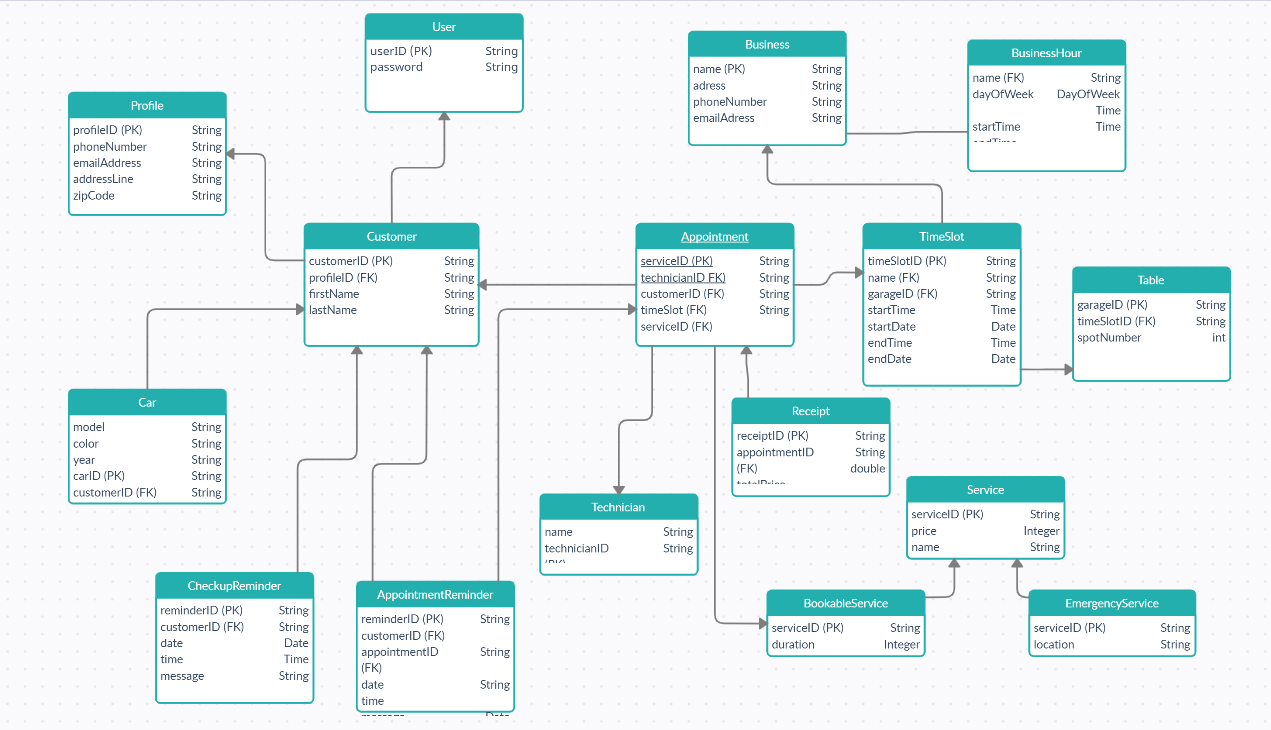 User
userID (PK) String
password String
Business
name (PK) String
adress String
phoneNumber String
emailAdress String
BusinessHour
name (FK) String
dayOfWeek DayOfWeek
Time
startTime Time
endTime
Profile
profileID (PK) String
phoneNumber String
emailAddress String
addressLine String
zipCode String
Customer
customerID (PK) String
profileID (FK) String
firstName String
lastName String
Appointment
serviceID (PK) String
technicianID FK) String
customerID (FK) String
timeSlot (FK) String
serviceID (FK)
TimeSlot
timeSlotID (PK) String
name (FK) String
garageID (FK) String
startTime Time
startDate Date
endTime Time
endDate Date
Table
garageID (PK) String
timeSlotID (FK) String
spotNumber int
Car
model String
color String
year String
carID (PK) String
customerID (FK) String
Receipt
receiptID (PK) String
appointmentID String
(FK) double
totalPrice
Technician
name String
technicianID String
(PK)
Service
serviceID (PK) String
price Integer
name String
CheckupReminder
reminderID (PK) String
customerID (FK) String
date Date
time Time
message String
AppointmentReminder
reminderID (PK) String
customerID (FK)
appointmentID String
(FK)
date String
time
message Date
BookableService
serviceID (PK) String
duration Integer
EmergencyService
serviceID (PK) String
location String